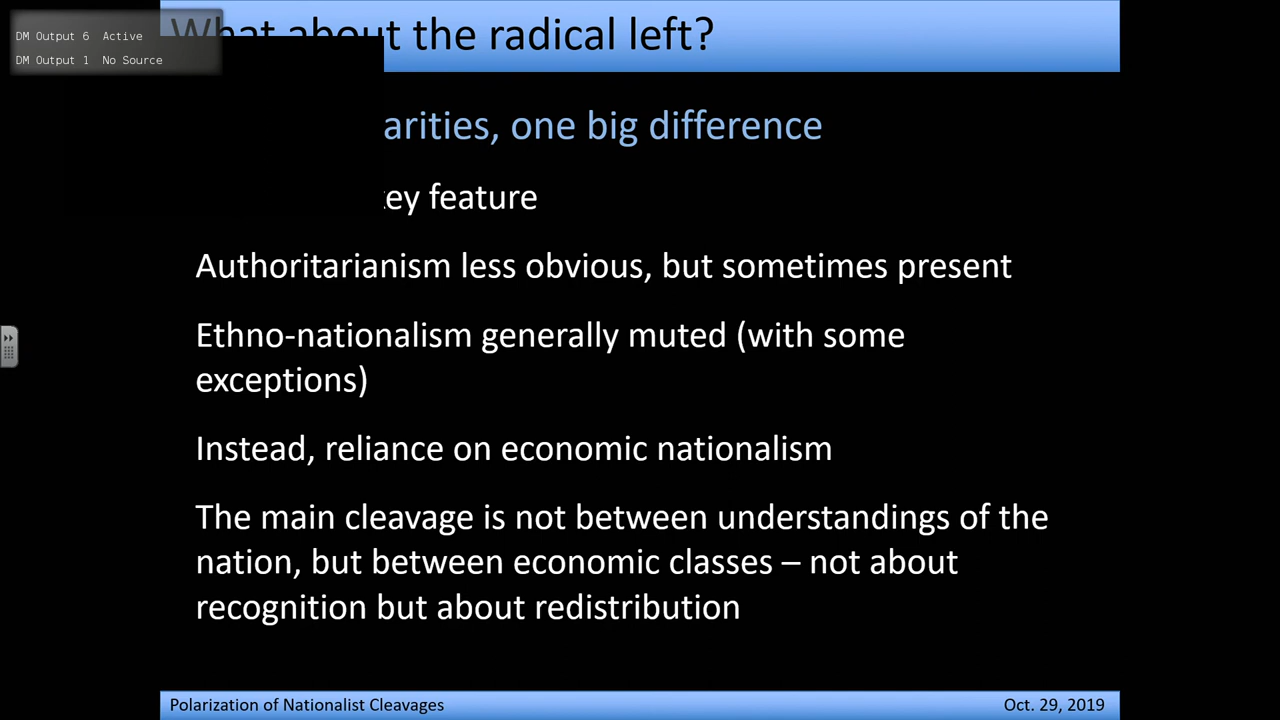 DM Output 6 Active
DM Output 1 No Source
What about the radical left?
arities, one big difference
key feature
Authoritarianism less obvious, but sometimes present
Ethno-nationalism generally muted (with some
exceptions)
Instead, reliance on economic nationalism
The main cleavage is not between understandings of the
nation, but between economic classes – not about
recognition but about redistribution
Polarization of Nationalist Cleavages
Oct. 29, 2019